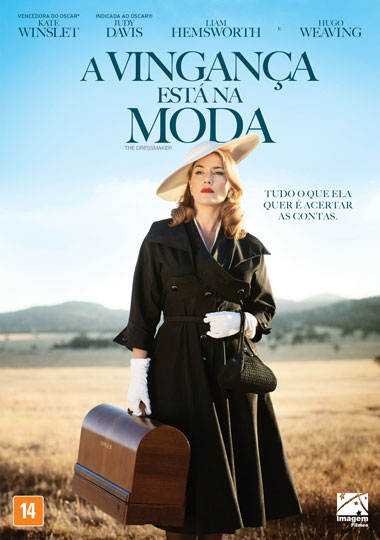 VENCEDORA DO OSCAR®
KATE
WINSLET
INDICADA AO OSCAR®
JUDY
DAVIS
LIAM
HEMSWORTH
E
HUGO
WEAVING
A VINGANÇA
ESTÁ NA
MODA
THE DRESSMAKER
TUDO O QUE ELA
QUER É ACERTAR
AS CONTAS.
14
imagem
Filmes